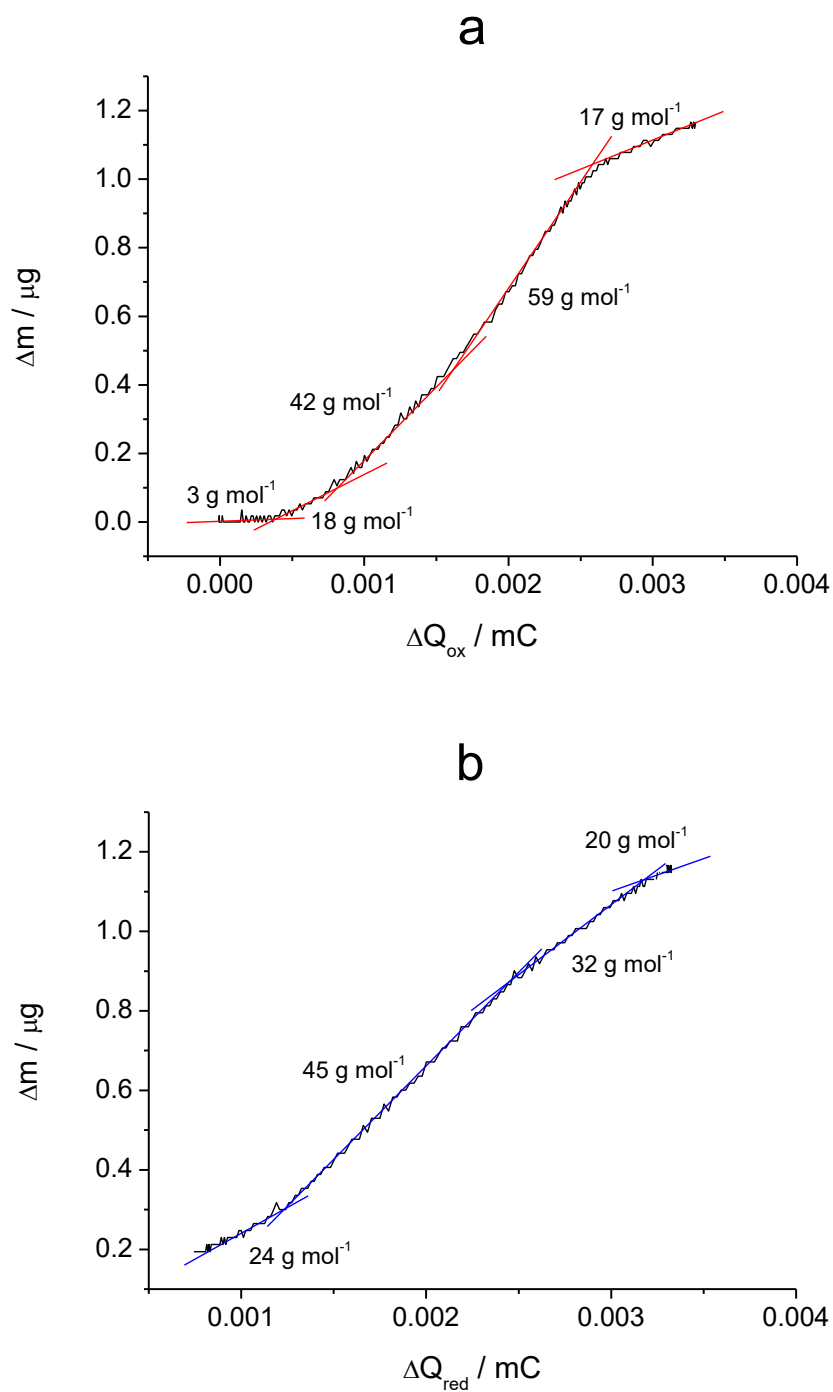 a
1.2
1.0
0.8
0.6
0.4
0.2
0.0
Δm / μg
17 g mol⁻¹
59 g mol⁻¹
42 g mol⁻¹
3 g mol⁻¹
18 g mol⁻¹
0.000 0.001 0.002 0.003 0.004
ΔQ_ox / mC
b
1.2
1.0
0.8
0.6
0.4
0.2
Δm / μg
20 g mol⁻¹
32 g mol⁻¹
45 g mol⁻¹
24 g mol⁻¹
0.001 0.002 0.003 0.004
ΔQ_red / mC